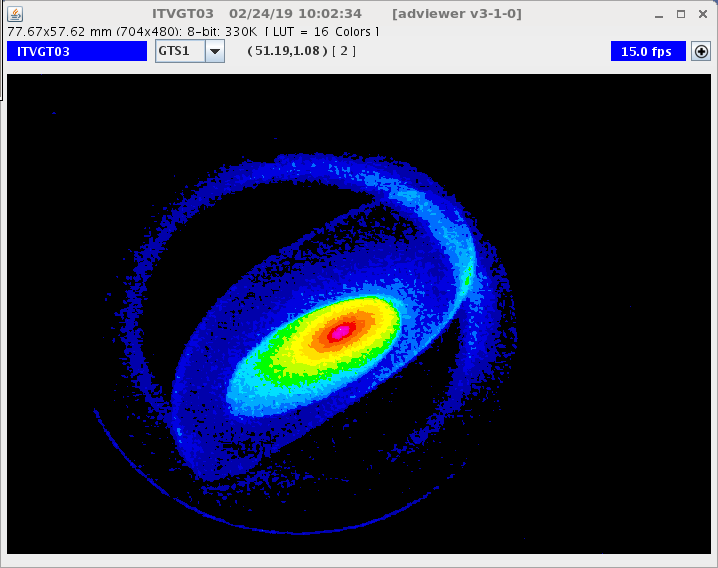 ITVGT03 02/24/19 10:02:34 [adviewer v3-1-0]
77.67x57.62 mm (704x480); 8-bit; 330K [ LUT = 16 Colors ]
ITVGT03 GTS1 (51.19,1.08) [ 2 ] 15.0 fps